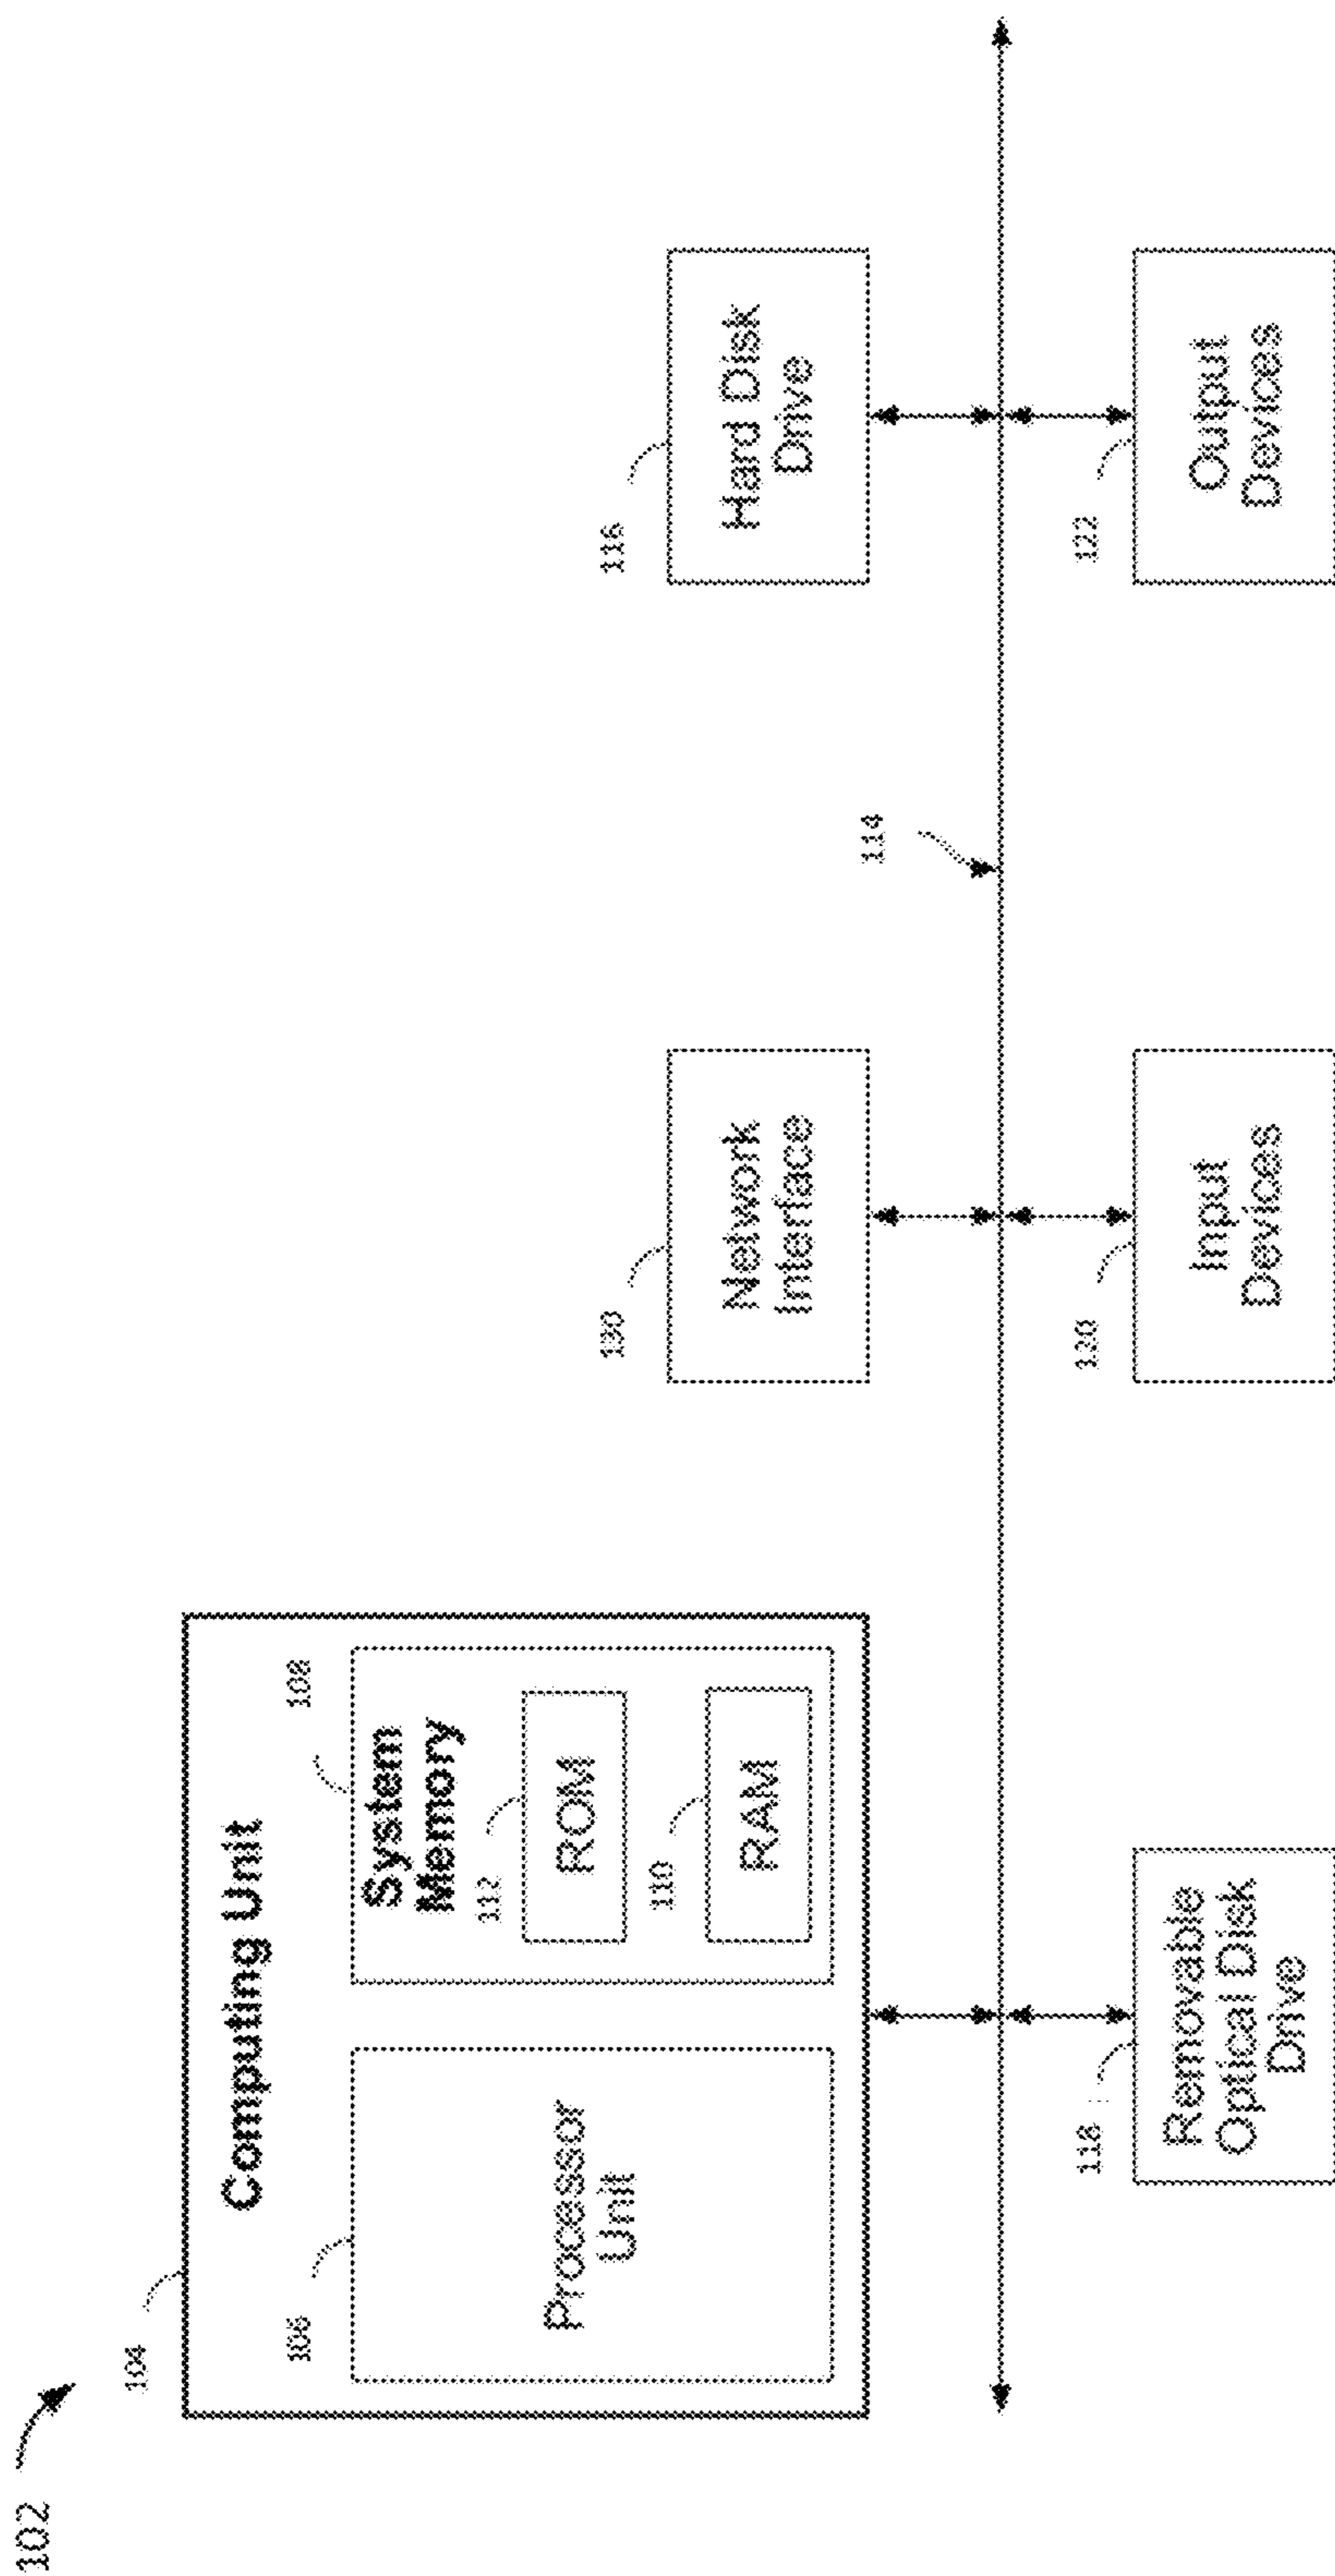 102
104
Computing Unit
106
Processor
Unit
108
System
Memory
112
ROM
110
RAM
130
Network
Interface
116
Hard Disk
Drive
114
118
Removable
Optical Disk
Drive
120
Input
Devices
122
Output
Devices